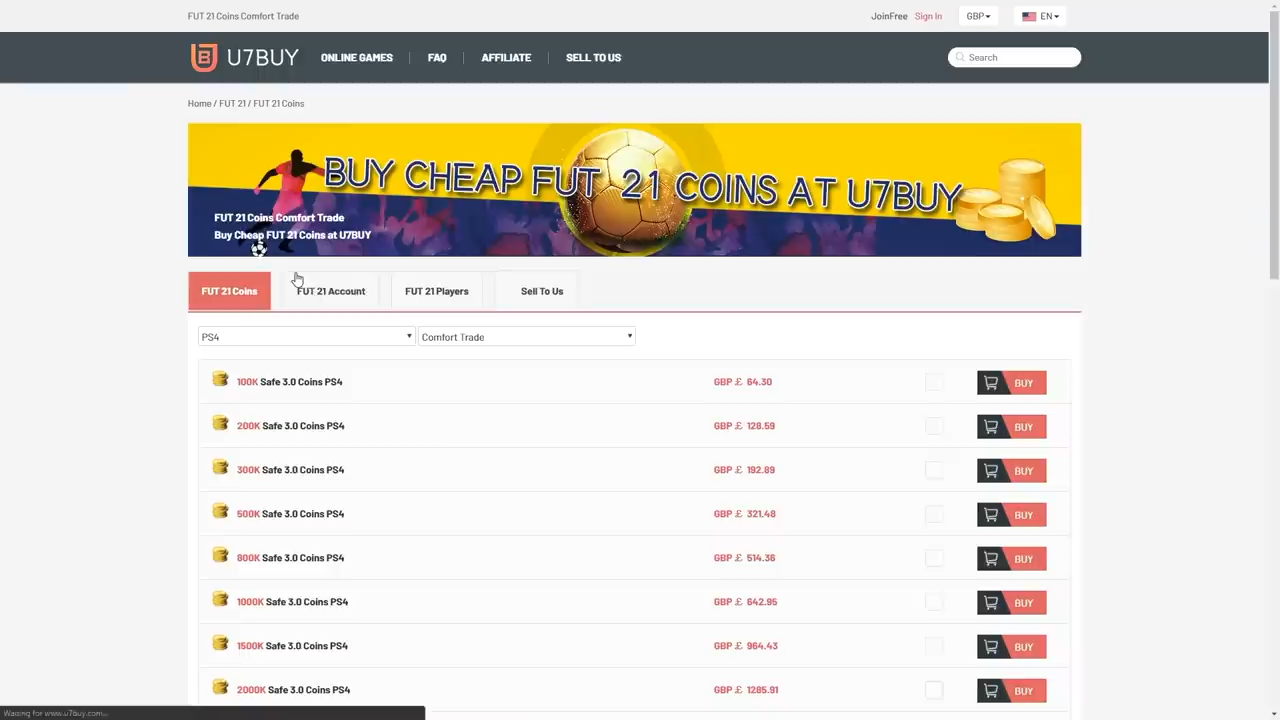 FUT 21 Coins Comfort Trade
JoinFree Sign In GBP EN
U7BUY ONLINE GAMES FAQ AFFILIATE SELL TO US Search
Home / FUT 21 / FUT 21 Coins
BUY CHEAP FUT 21 COINS AT U7BUY
FUT 21 Coins Comfort Trade
Buy Cheap FUT 21 Coins at U7BUY
FUT 21 Coins FUT 21 Account FUT 21 Players Sell To Us
PS4 Comfort Trade
100K Safe 3.0 Coins PS4 GBP £ 64.30 BUY
200K Safe 3.0 Coins PS4 GBP £ 128.59 BUY
300K Safe 3.0 Coins PS4 GBP £ 192.89 BUY
500K Safe 3.0 Coins PS4 GBP £ 321.48 BUY
800K Safe 3.0 Coins PS4 GBP £ 514.36 BUY
1000K Safe 3.0 Coins PS4 GBP £ 642.95 BUY
1500K Safe 3.0 Coins PS4 GBP £ 964.43 BUY
2000K Safe 3.0 Coins PS4 GBP £ 1285.91 BUY
Waiting for www.u7buy.com...